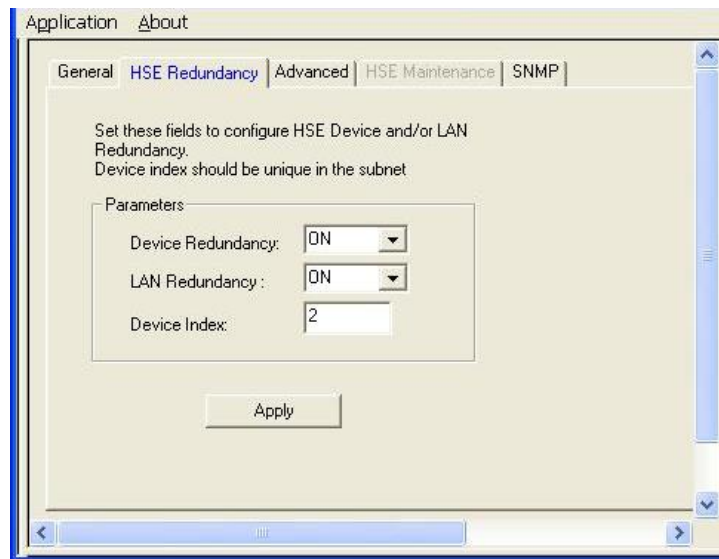 Application About
General HSE Redundancy Advanced HSE Maintenance SNMP
Set these fields to configure HSE Device and/or LAN
Redundancy.
Device index should be unique in the subnet
Parameters
Device Redundancy: ON
LAN Redundancy : ON
Device Index: 2
Apply